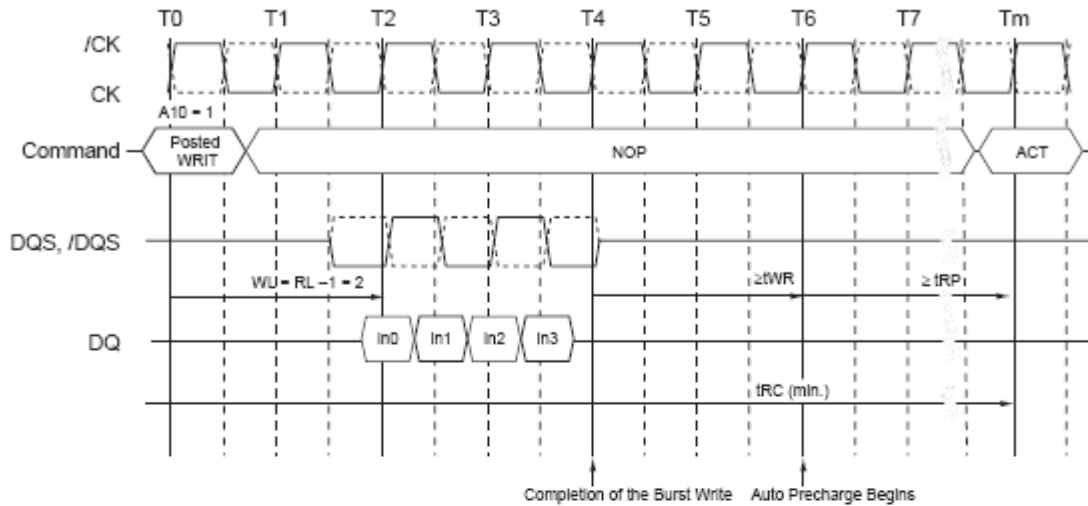 T0 T1 T2 T3 T4 T5 T6 T7 Tm
/CK
CK
A10 = 1
Command
Posted
WRIT
NOP
ACT
DQS, /DQS
WL = RL –1 = 2
≥tWR
≥ tRP
DQ
In0 In1 In2 In3
tRC (min.)
Completion of the Burst Write Auto Precharge Begins